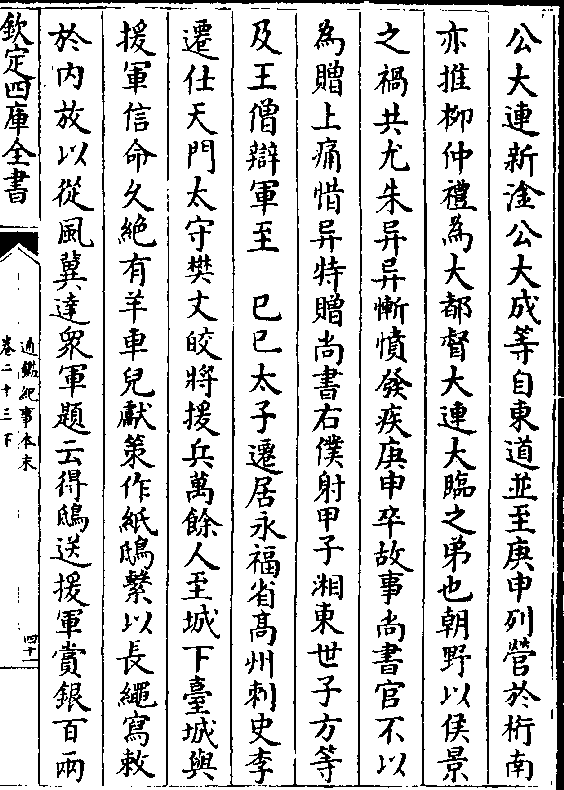 公大連新淦公大成等自東道並至庚申列營於桁南
亦推柳仲禮為大都督大連大臨之弟也朝野以侯景
之禍共尤朱异异慚憤發疾庚申卒故事尚書官不以
為贈上痛惜异特贈尚書右僕射甲子湘東世子方等
及王僧辯軍至　己巳太子遷居永福省髙州刺史李
遷仕天門太守樊文皎將援兵萬餘人至城下臺城與
援軍信命久絶有羊車兒獻策作紙鴟繫以長繩寫敕
於内放以從風冀達衆軍題云得鴟送援軍賞銀百兩
欽定四庫全書
通鑑紀事本末
卷二十三下
四十一